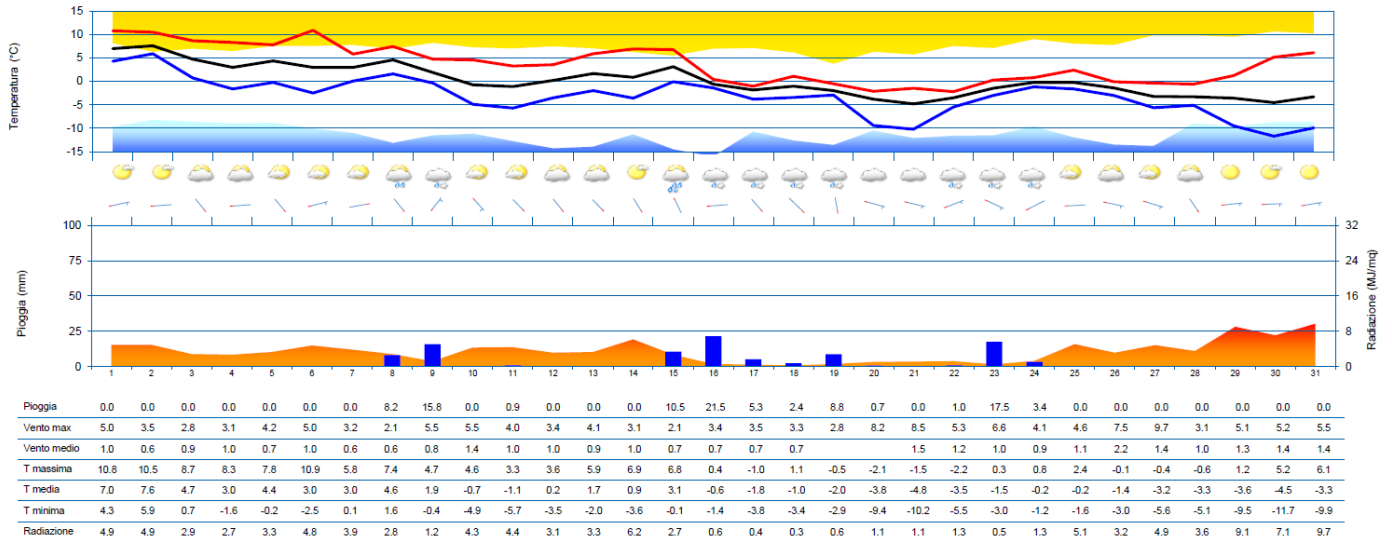 Temperatura (°C)
15
10
5
0
-5
-10
-15
Pioggia (mm)
100
75
50
25
0
Radiazione (MJ/mq)
32
24
16
8
0
1 2 3 4 5 6 7 8 9 10 11 12 13 14 15 16 17 18 19 20 21 22 23 24 25 26 27 28 29 30 31
Pioggia 0.0 0.0 0.0 0.0 0.0 0.0 0.0 8.2 15.8 0.0 0.9 0.0 0.0 0.0 10.5 21.5 5.3 2.4 8.8 0.7 0.0 1.0 17.5 3.4 0.0 0.0 0.0 0.0 0.0 0.0 0.0
Vento max 5.0 3.5 2.8 3.1 4.2 5.0 3.2 2.1 5.5 5.5 4.0 3.4 4.1 3.1 2.1 3.4 3.5 3.3 2.8 8.2 8.5 5.3 6.6 4.1 4.6 7.5 9.7 3.1 5.1 5.2 5.5
Vento medio 1.0 0.6 0.9 1.0 0.7 1.0 0.6 0.6 0.8 1.4 1.0 1.0 0.9 1.0 0.7 0.7 0.7 0.7 1.5 1.2 1.0 0.9 1.1 2.2 1.4 1.0 1.3 1.4 1.4
T massima 10.8 10.5 8.7 8.3 7.8 10.9 5.8 7.4 4.7 4.6 3.3 3.6 5.9 6.9 6.8 0.4 -1.0 1.1 -0.5 -2.1 -1.5 -2.2 0.3 0.8 2.4 -0.1 -0.4 -0.6 1.2 5.2 6.1
T media 7.0 7.6 4.7 3.0 4.4 3.0 3.0 4.6 1.9 -0.7 -1.1 0.2 1.7 0.9 3.1 -0.6 -1.8 -1.0 -2.0 -3.8 -4.8 -3.5 -1.5 -0.2 -0.2 -1.4 -3.2 -3.3 -3.6 -4.5 -3.3
T minima 4.3 5.9 0.7 -1.6 -0.2 -2.5 0.1 1.6 -0.4 -4.9 -5.7 -3.5 -2.0 -3.6 -0.1 -1.4 -3.8 -3.4 -2.9 -9.4 -10.2 -5.5 -3.0 -1.2 -1.6 -3.0 -5.6 -5.1 -9.5 -11.7 -9.9
Radiazione 4.9 4.9 2.9 2.7 3.3 4.8 3.9 2.8 1.2 4.3 4.4 3.1 3.3 6.2 2.7 0.6 0.4 0.3 0.6 1.1 1.1 1.3 0.5 1.3 5.1 3.2 4.9 3.6 9.1 7.1 9.7